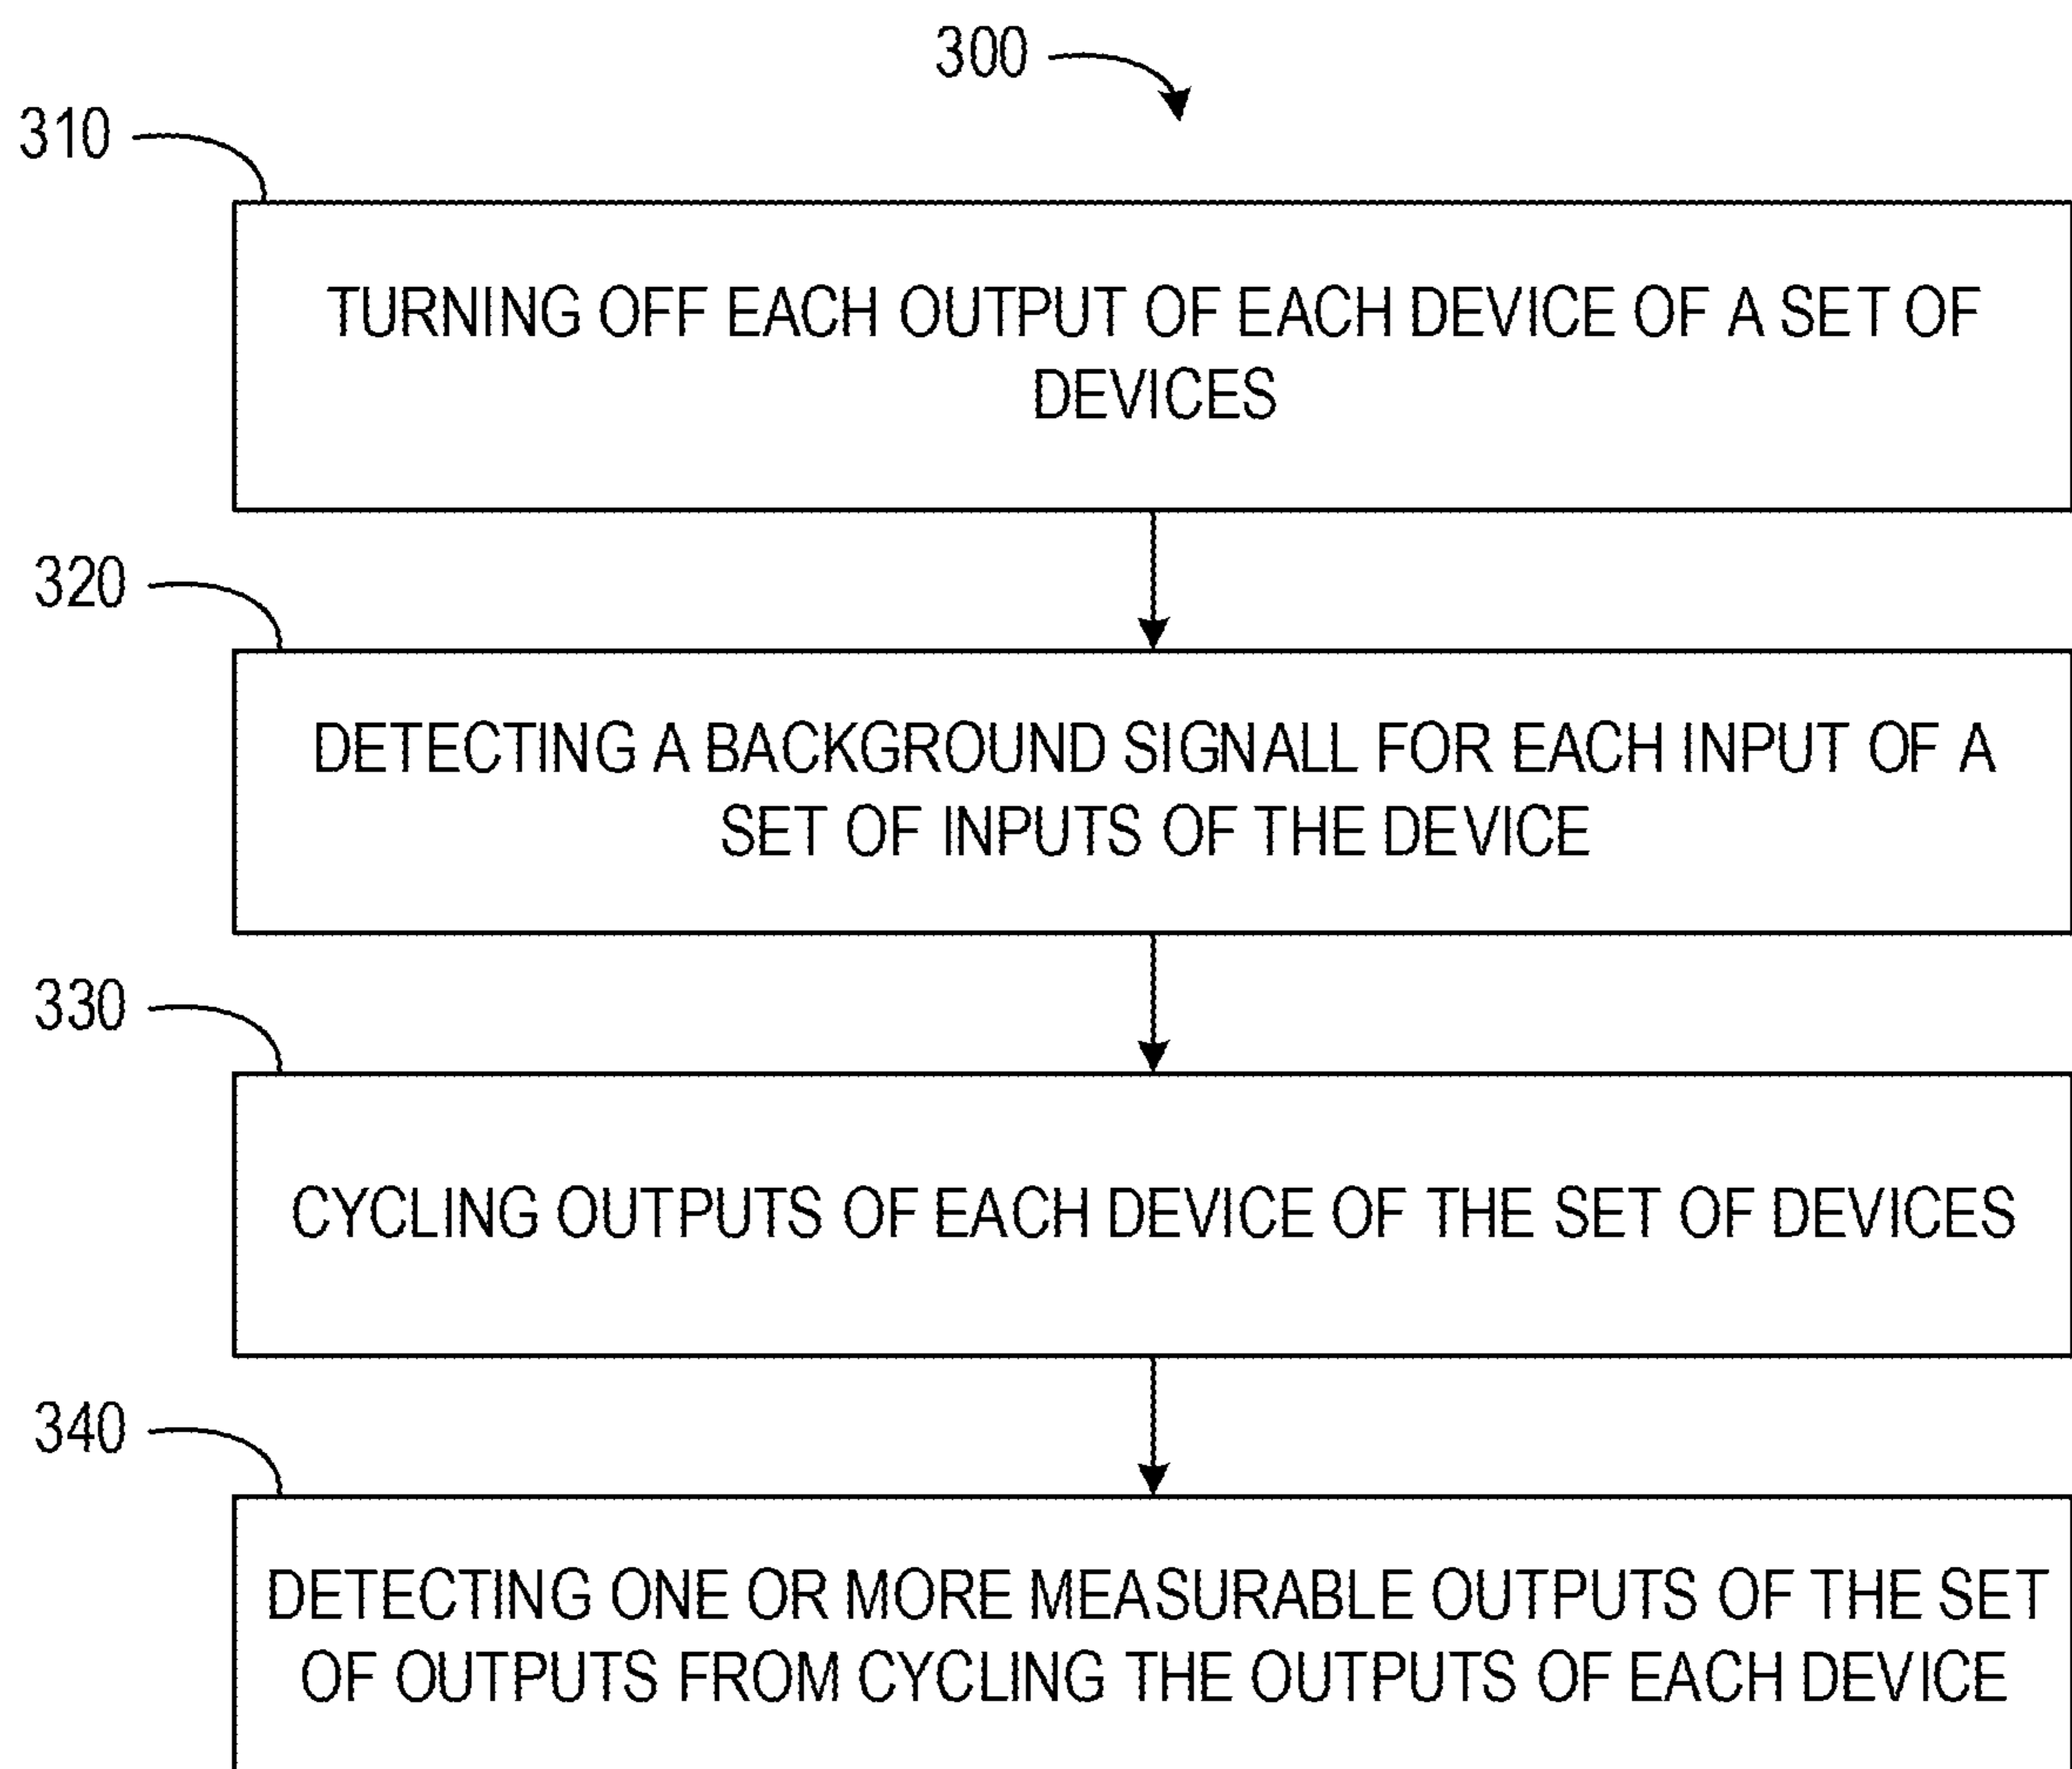 300
310
TURNING OFF EACH OUTPUT OF EACH DEVICE OF A SET OF
DEVICES
320
DETECTING A BACKGROUND SIGNALL FOR EACH INPUT OF A
SET OF INPUTS OF THE DEVICE
330
CYCLING OUTPUTS OF EACH DEVICE OF THE SET OF DEVICES
340
DETECTING ONE OR MORE MEASURABLE OUTPUTS OF THE SET
OF OUTPUTS FROM CYCLING THE OUTPUTS OF EACH DEVICE